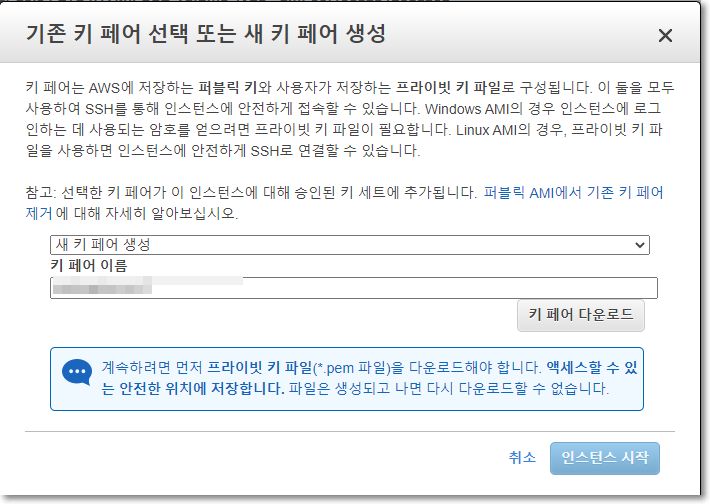 기존 키 페어 선택 또는 새 키 페어 생성
키 페어는 AWS에 저장하는 퍼블릭 키와 사용자가 저장하는 프라이빗 키 파일로 구성됩니다. 이 둘을 모두
사용하여 SSH를 통해 인스턴스에 안전하게 접속할 수 있습니다. Windows AMI의 경우 인스턴스에 로그
인하는 데 사용되는 암호를 얻으려면 프라이빗 키 파일이 필요합니다. Linux AMI의 경우, 프라이빗 키 파
일을 사용하면 인스턴스에 안전하게 SSH로 연결할 수 있습니다.
참고: 선택한 키 페어가 이 인스턴스에 대해 승인된 키 세트에 추가됩니다. 퍼블릭 AMI에서 기존 키 페어
제거에 대해 자세히 알아보십시오.
새 키 페어 생성
키 페어 이름
키 페어 다운로드
계속하려면 먼저 프라이빗 키 파일(*.pem 파일)을 다운로드해야 합니다. 액세스할 수 있
는 안전한 위치에 저장합니다. 파일은 생성되고 나면 다시 다운로드할 수 없습니다.
취소
인스턴스 시작